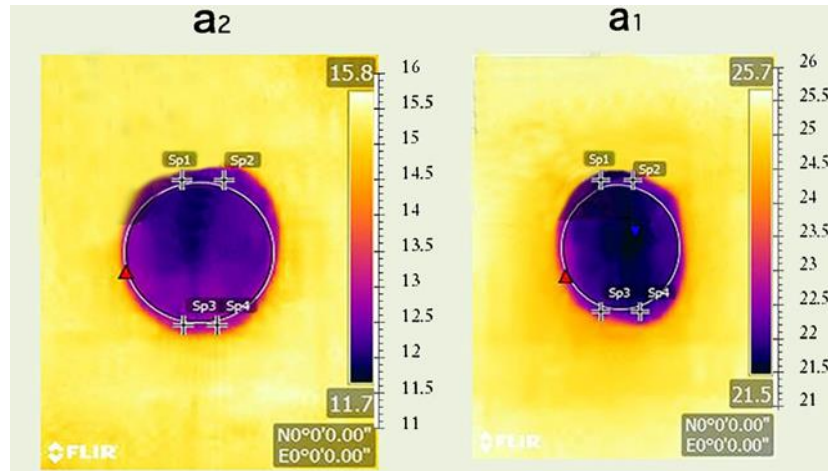 a2
a1
15.8
16
15.5
15
14.5
14
13.5
13
12.5
12
11.5
11
11.7
Sp1
Sp2
Sp3
Sp4
N0°0'0.00"
E0°0'0.00"
FLIR
25.7
26
25.5
25
24.5
24
23.5
23
22.5
22
21.5
21
21.5
Sp1
Sp2
Sp3
Sp4
N0°0'0.00"
E0°0'0.00"
FLIR